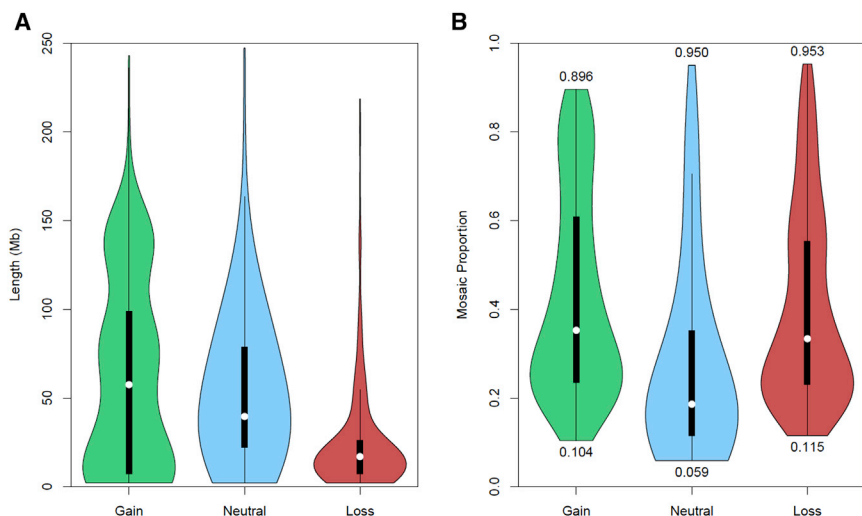 A
B
250
200
150
100
50
0
Length (Mb)
Gain
Neutral
Loss
1.0
0.8
0.6
0.4
0.2
0.0
Mosaic Proportion
0.896
0.950
0.953
0.104
0.059
0.115
Gain
Neutral
Loss